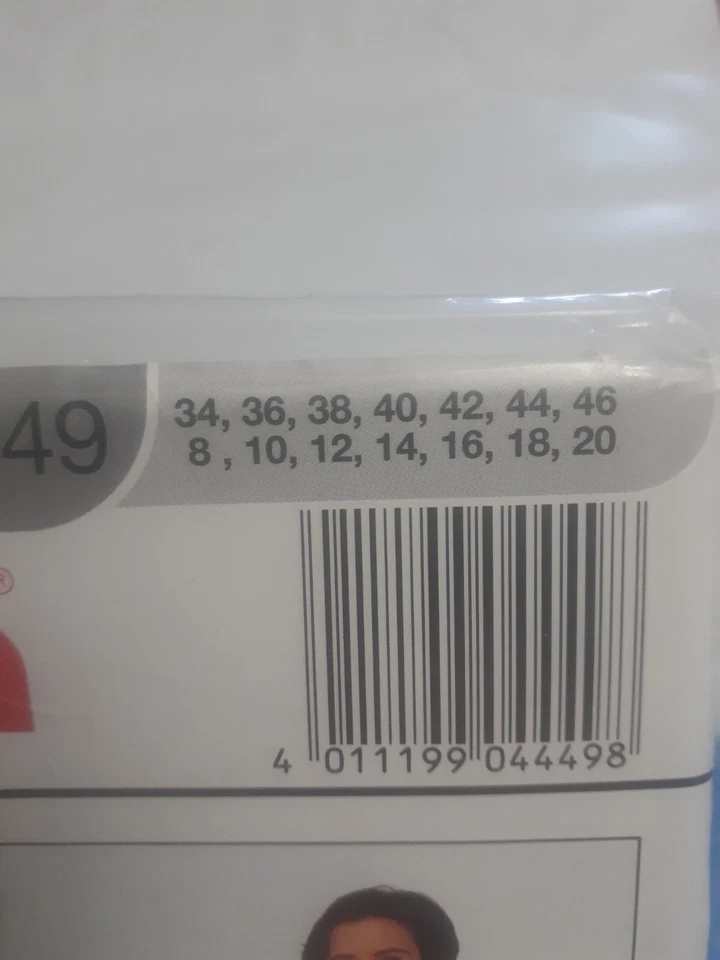 49
34, 36, 38, 40, 42, 44, 46
8 , 10, 12, 14, 16, 18, 20
®
4 011199 044498